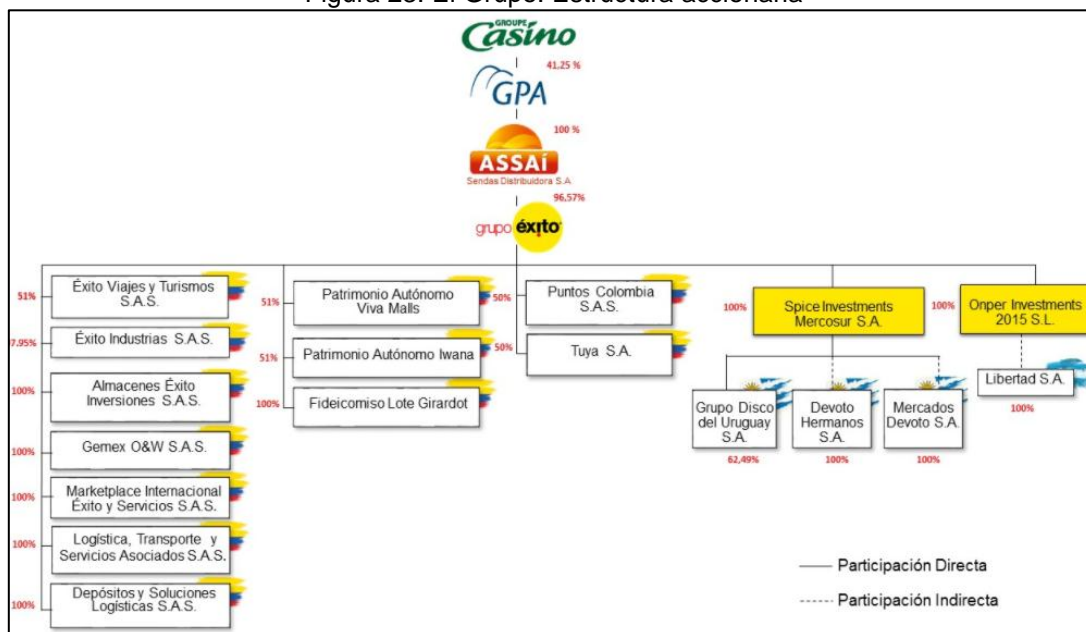 Figura 28. El Grupo: Estructura accionaria
GROUPE
Casino
41,25 %
GPA
100 %
ASSAÍ
Sendas Distribuidora S.A
96,57%
grupo éxito
51%
Éxito Viajes y Turismos
S.A.S.
7.95%
Éxito Industrias S.A.S.
100%
Almacenes Éxito
Inversiones S.A.S.
100%
Gemex O&W S.A.S.
100%
Marketplace Internacional
Éxito y Servicios S.A.S.
100%
Logística, Transporte y
Servicios Asociados S.A.S.
100%
Depósitos y Soluciones
Logísticas S.A.S.
51%
Patrimonio Autónomo
Viva Malls
51%
Patrimonio Autónomo Iwana
100%
Fideicomiso Lote Girardot
50%
Puntos Colombia
S.A.S.
50%
Tuya S.A.
100%
Spice Investments
Mercosur S.A.
Grupo Disco
del Uruguay
S.A.
62,49%
Devoto
Hermanos
S.A.
100%
Mercados
Devoto S.A.
100%
100%
Onper Investments
2015 S.L.
Libertad S.A.
100%
Participación Directa
Participación Indirecta